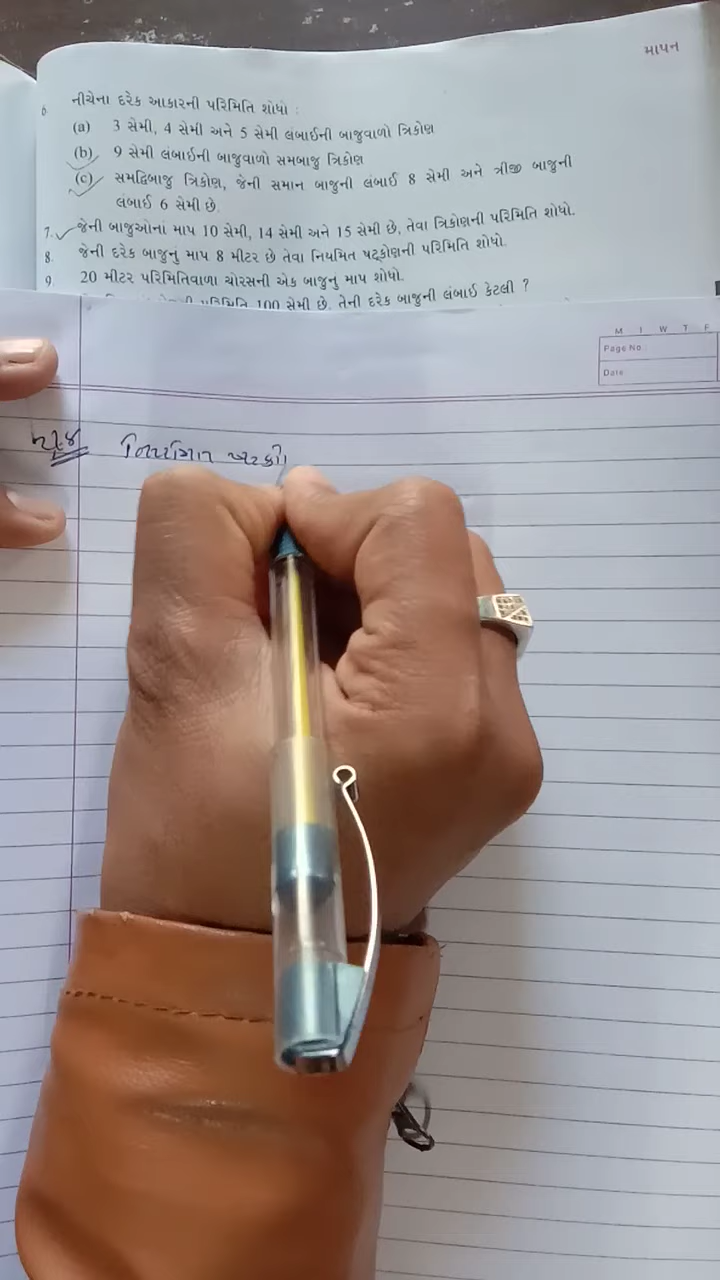 માપન
6. નીચેના દરેક આકારની પરિમિતિ શોધો :
(a) 3 સેમી, 4 સેમી અને 5 સેમી લંબાઈની બાજુવાળો ત્રિકોણ
(b) 9 સેમી લંબાઈની બાજુવાળો સમબાજુ ત્રિકોણ
(c) સમદ્વિબાજુ ત્રિકોણ, જેની સમાન બાજુની લંબાઈ 8 સેમી અને ત્રીજી બાજુની
લંબાઈ 6 સેમી છે.
7. જેની બાજુઓનાં માપ 10 સેમી, 14 સેમી અને 15 સેમી છે, તેવા ત્રિકોણની પરિમિતિ શોધો.
8. જેની દરેક બાજુનું માપ 8 મીટર છે તેવા નિયમિત ષટ્કોણની પરિમિતિ શોધો.
9. 20 મીટર પરિમિતિવાળા ચોરસની એક બાજુનુ માપ શોધો.
પરિમિતિ 100 સેમી છે. તેની દરેક બાજુની લંબાઈ કેટલી ?
M T W T F
Page No
Date
નિયમિત ષટ્કો